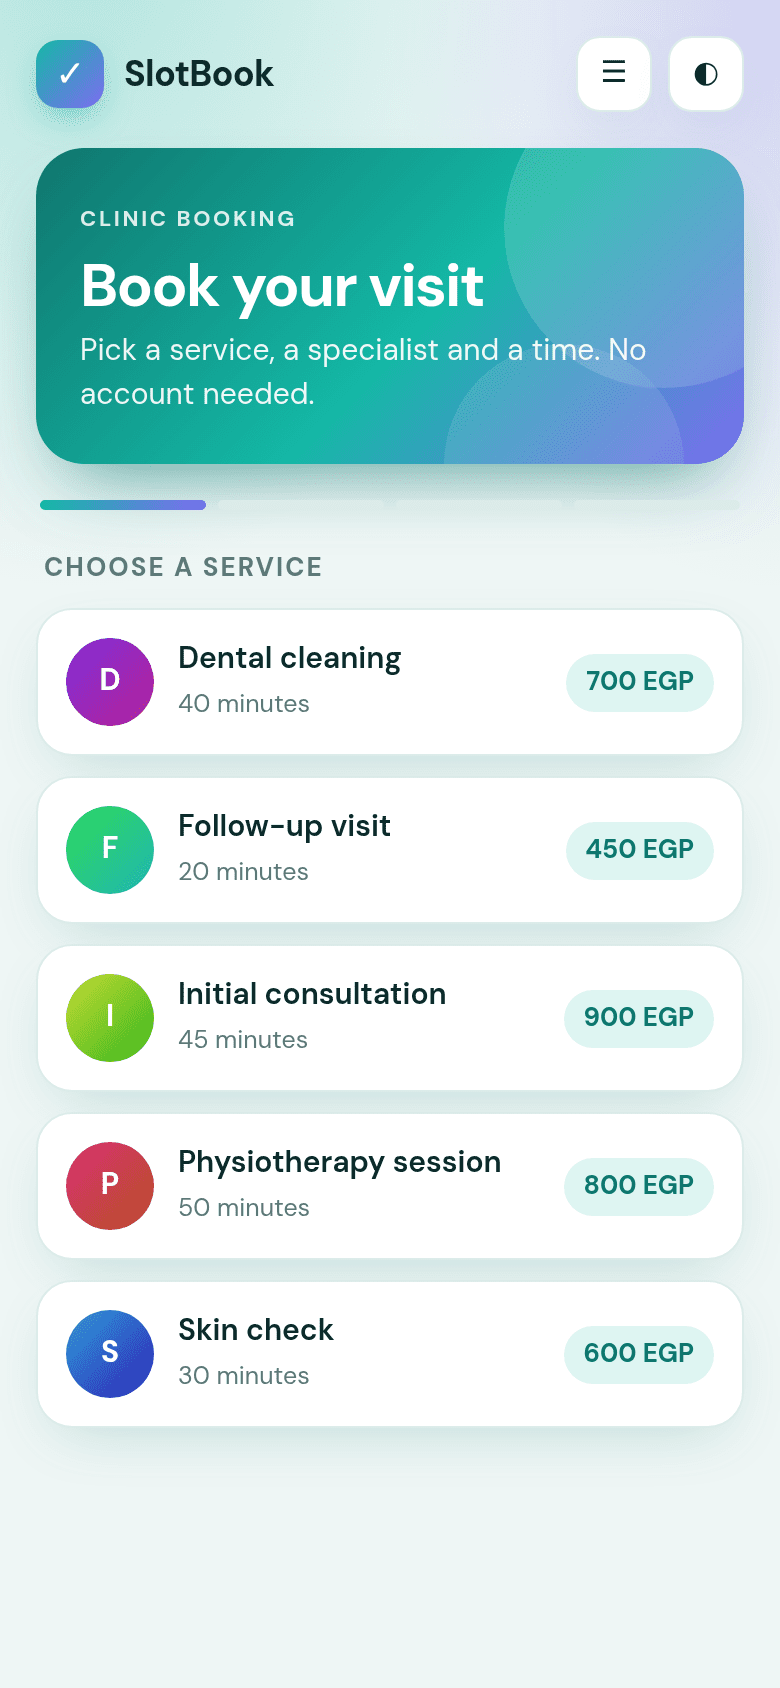 SlotBook
CLINIC BOOKING
Book your visit
Pick a service, a specialist and a time. No
account needed.
CHOOSE A SERVICE
D
Dental cleaning
40 minutes
700 EGP
F
Follow-up visit
20 minutes
450 EGP
I
Initial consultation
45 minutes
900 EGP
P
Physiotherapy session
50 minutes
800 EGP
S
Skin check
30 minutes
600 EGP